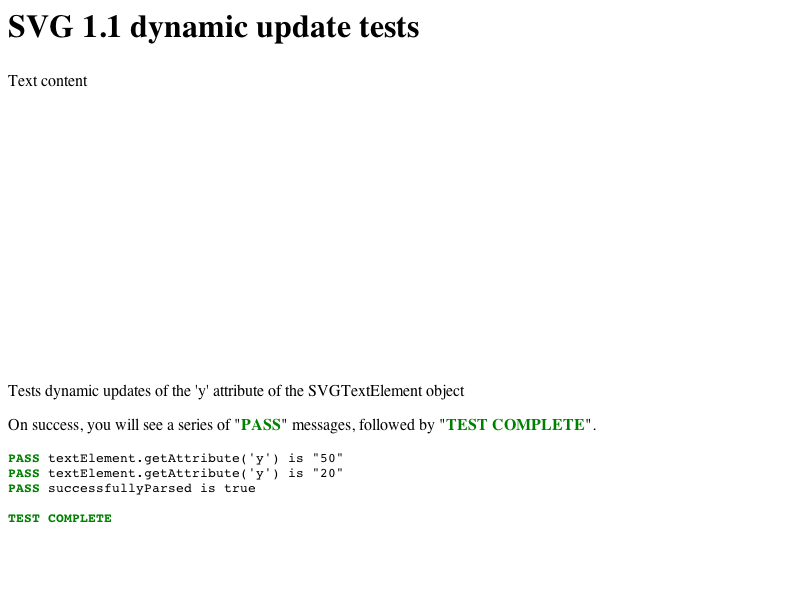 SVG 1.1 dynamic update tests
Text content
Tests dynamic updates of the 'y' attribute of the SVGTextElement object
On success, you will see a series of "PASS" messages, followed by "TEST COMPLETE".
PASS textElement.getAttribute('y') is "50"
PASS textElement.getAttribute('y') is "20"
PASS successfullyParsed is true
TEST COMPLETE